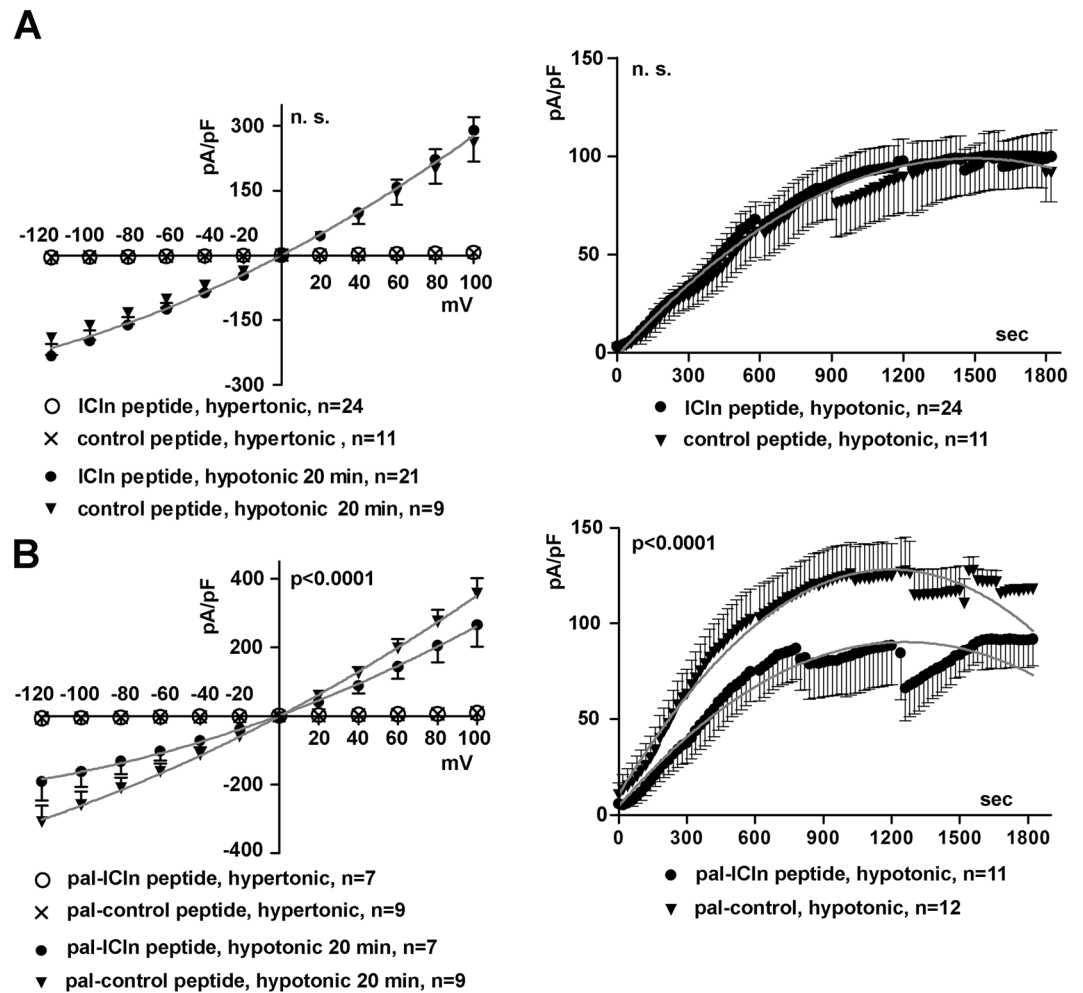 A
pA/pF
n. s.
300
150
-120 -100 -80 -60 -40 -20
20 40 60 80 100
mV
-150
-300
ICln peptide, hypertonic, n=24
control peptide, hypertonic , n=11
ICln peptide, hypotonic 20 min, n=21
control peptide, hypotonic 20 min, n=9
pA/pF
n. s.
150
100
50
0
sec
0 300 600 900 1200 1500 1800
ICln peptide, hypotonic, n=24
control peptide, hypotonic, n=11
B
pA/pF
p<0.0001
400
200
-120 -100 -80 -60 -40 -20
20 40 60 80 100
mV
-200
-400
pal-ICln peptide, hypertonic, n=7
pal-control peptide, hypertonic, n=9
pal-ICln peptide, hypotonic 20 min, n=7
pal-control peptide, hypotonic 20 min, n=9
pA/pF
p<0.0001
150
100
50
0
sec
0 300 600 900 1200 1500 1800
pal-ICln peptide, hypotonic, n=11
pal-control, hypotonic, n=12